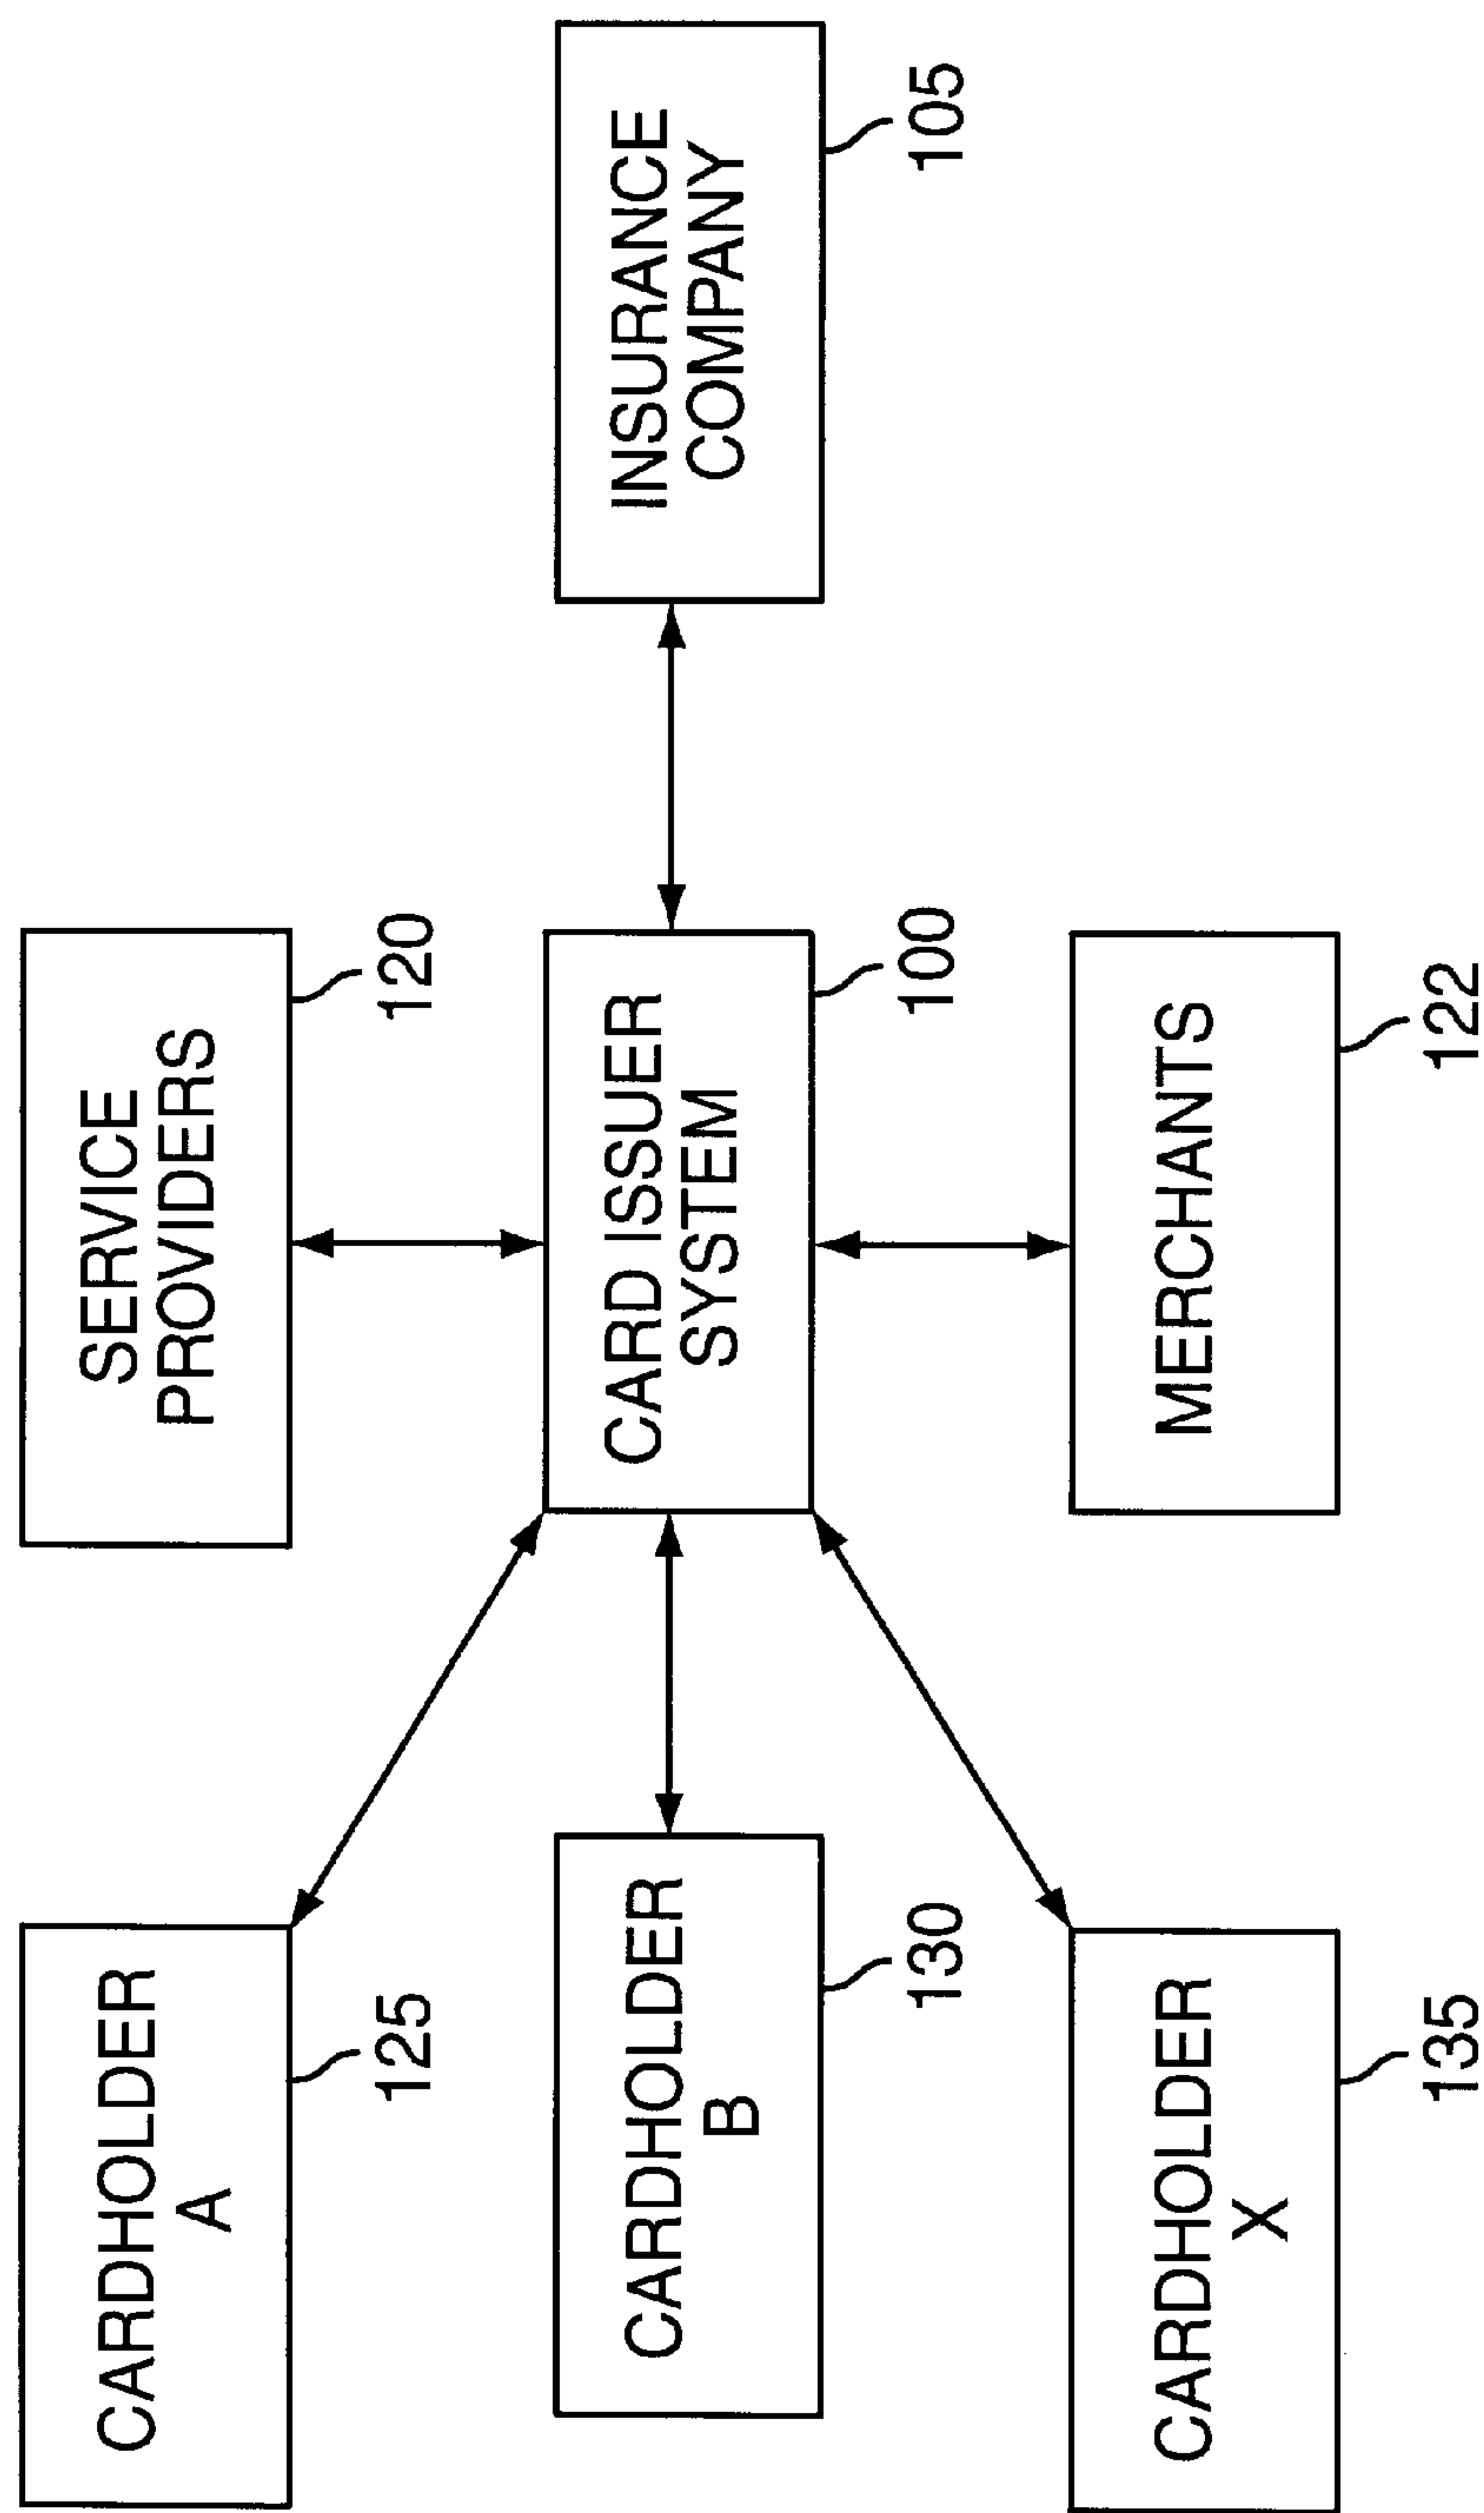 CARDHOLDER
A
125
SERVICE
PROVIDERS
120
CARDHOLDER
B
130
CARD ISSUER
SYSTEM
100
INSURANCE
COMPANY
105
CARDHOLDER
X
135
MERCHANTS
122